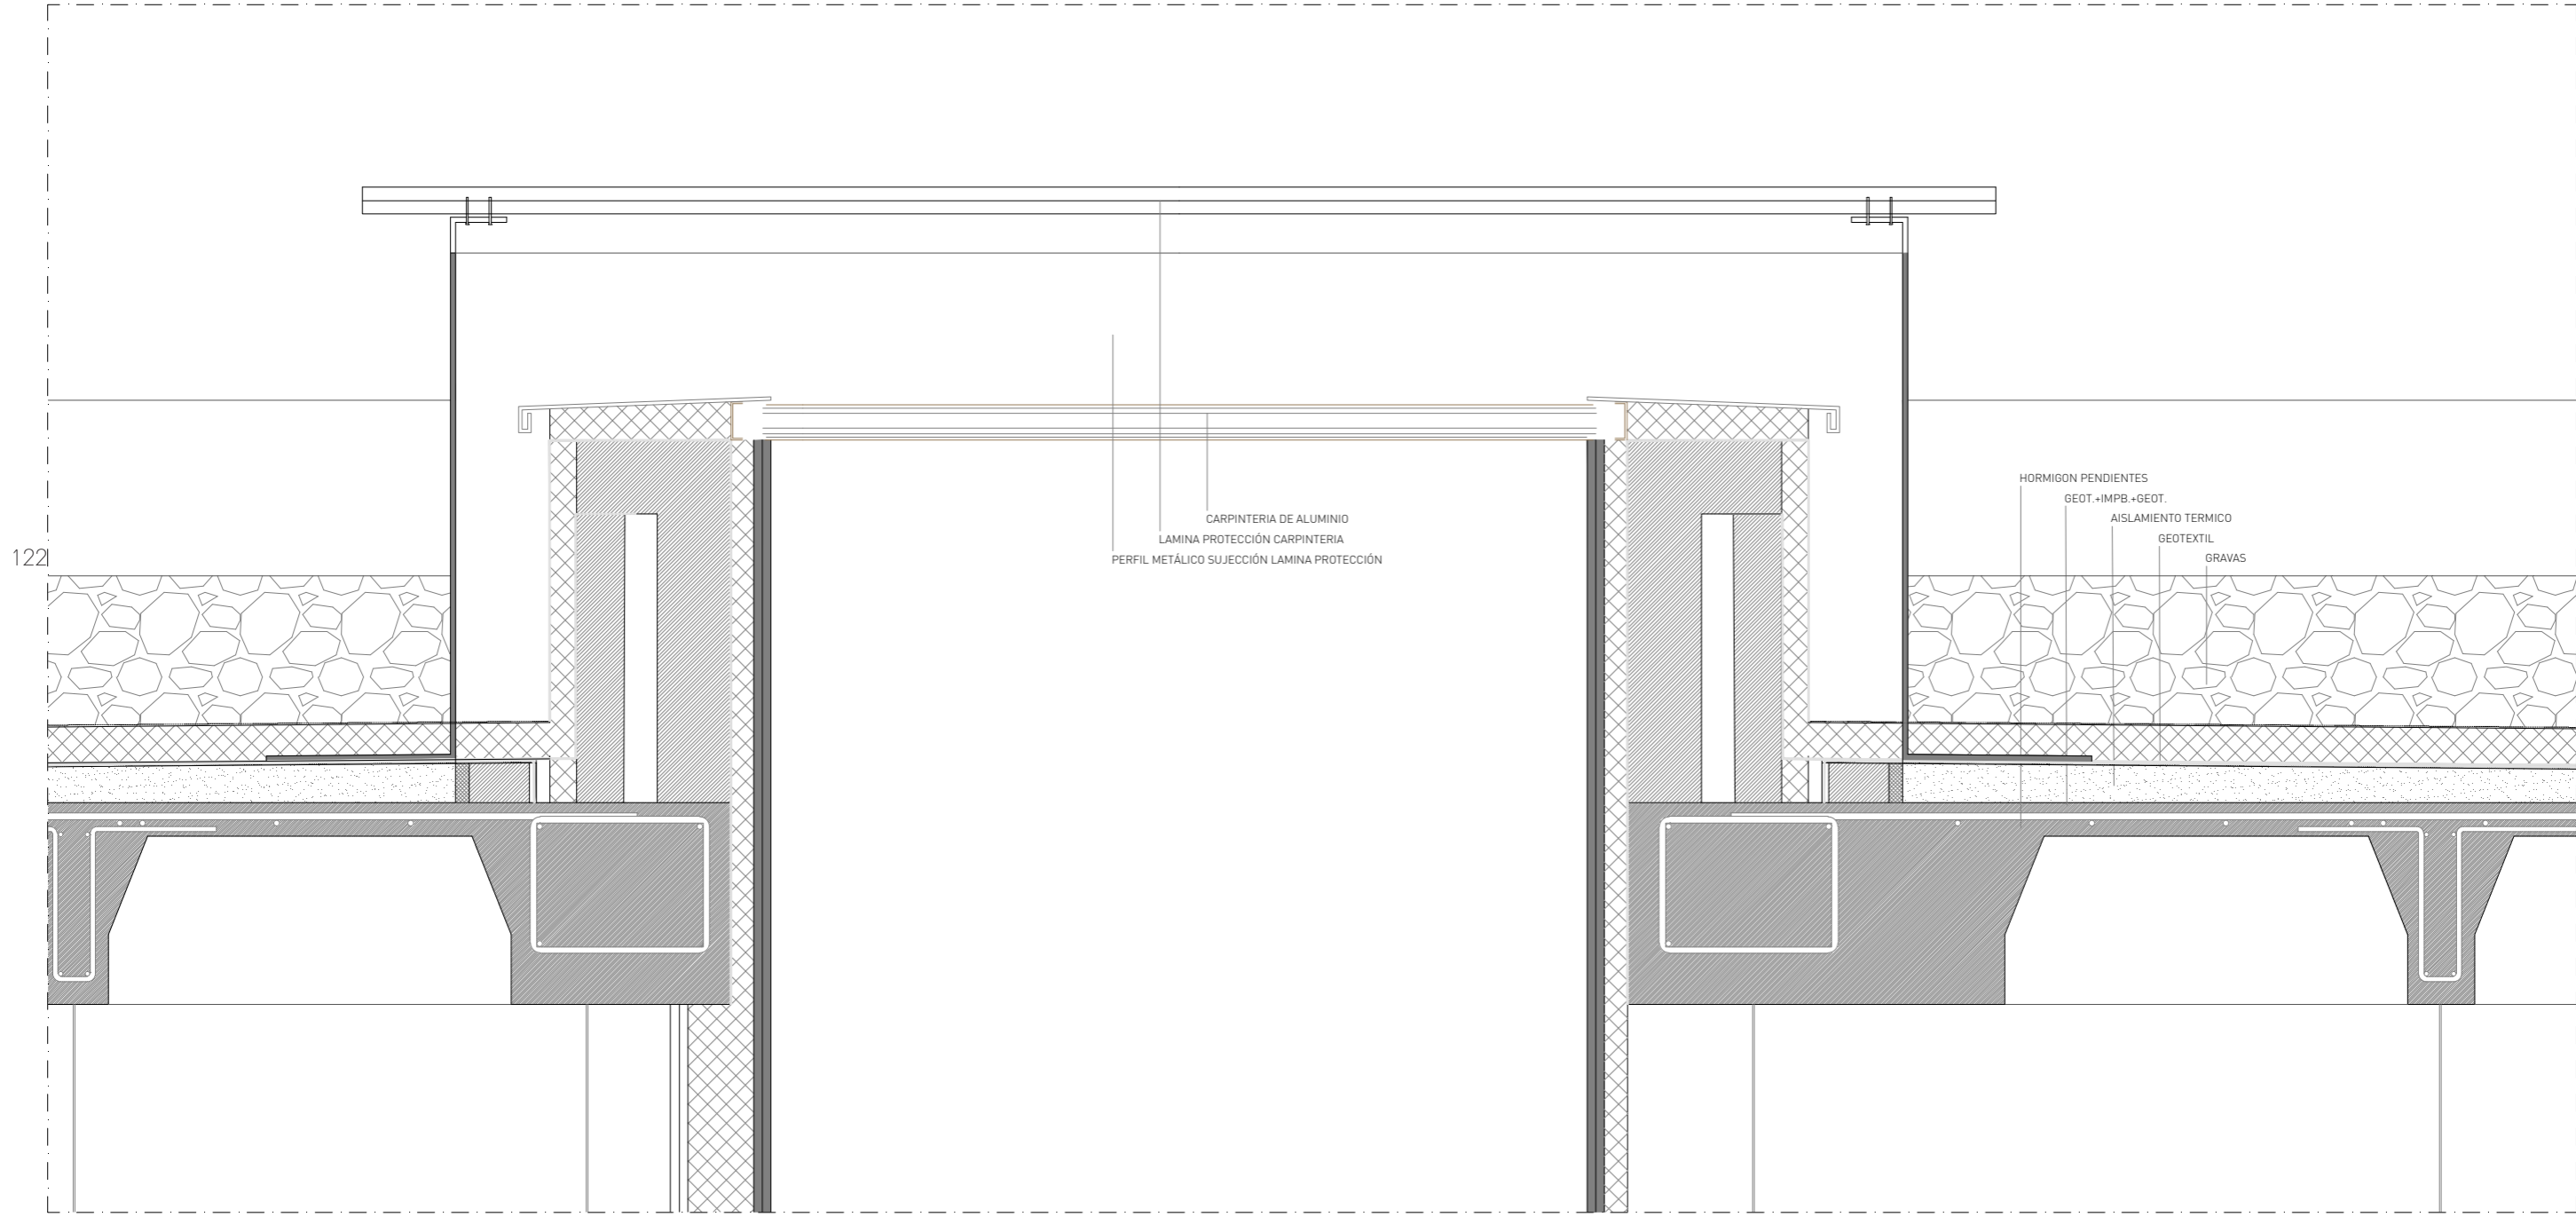 122
CARPINTERIA DE ALUMINIO
LAMINA PROTECCIÓN CARPINTERIA
PERFIL METÁLICO SUJECCIÓN LAMINA PROTECCIÓN
HORMIGON PENDIENTES
GEOT.+IMPB.+GEOT.
AISLAMIENTO TERMICO
GEOTEXTIL
GRAVAS